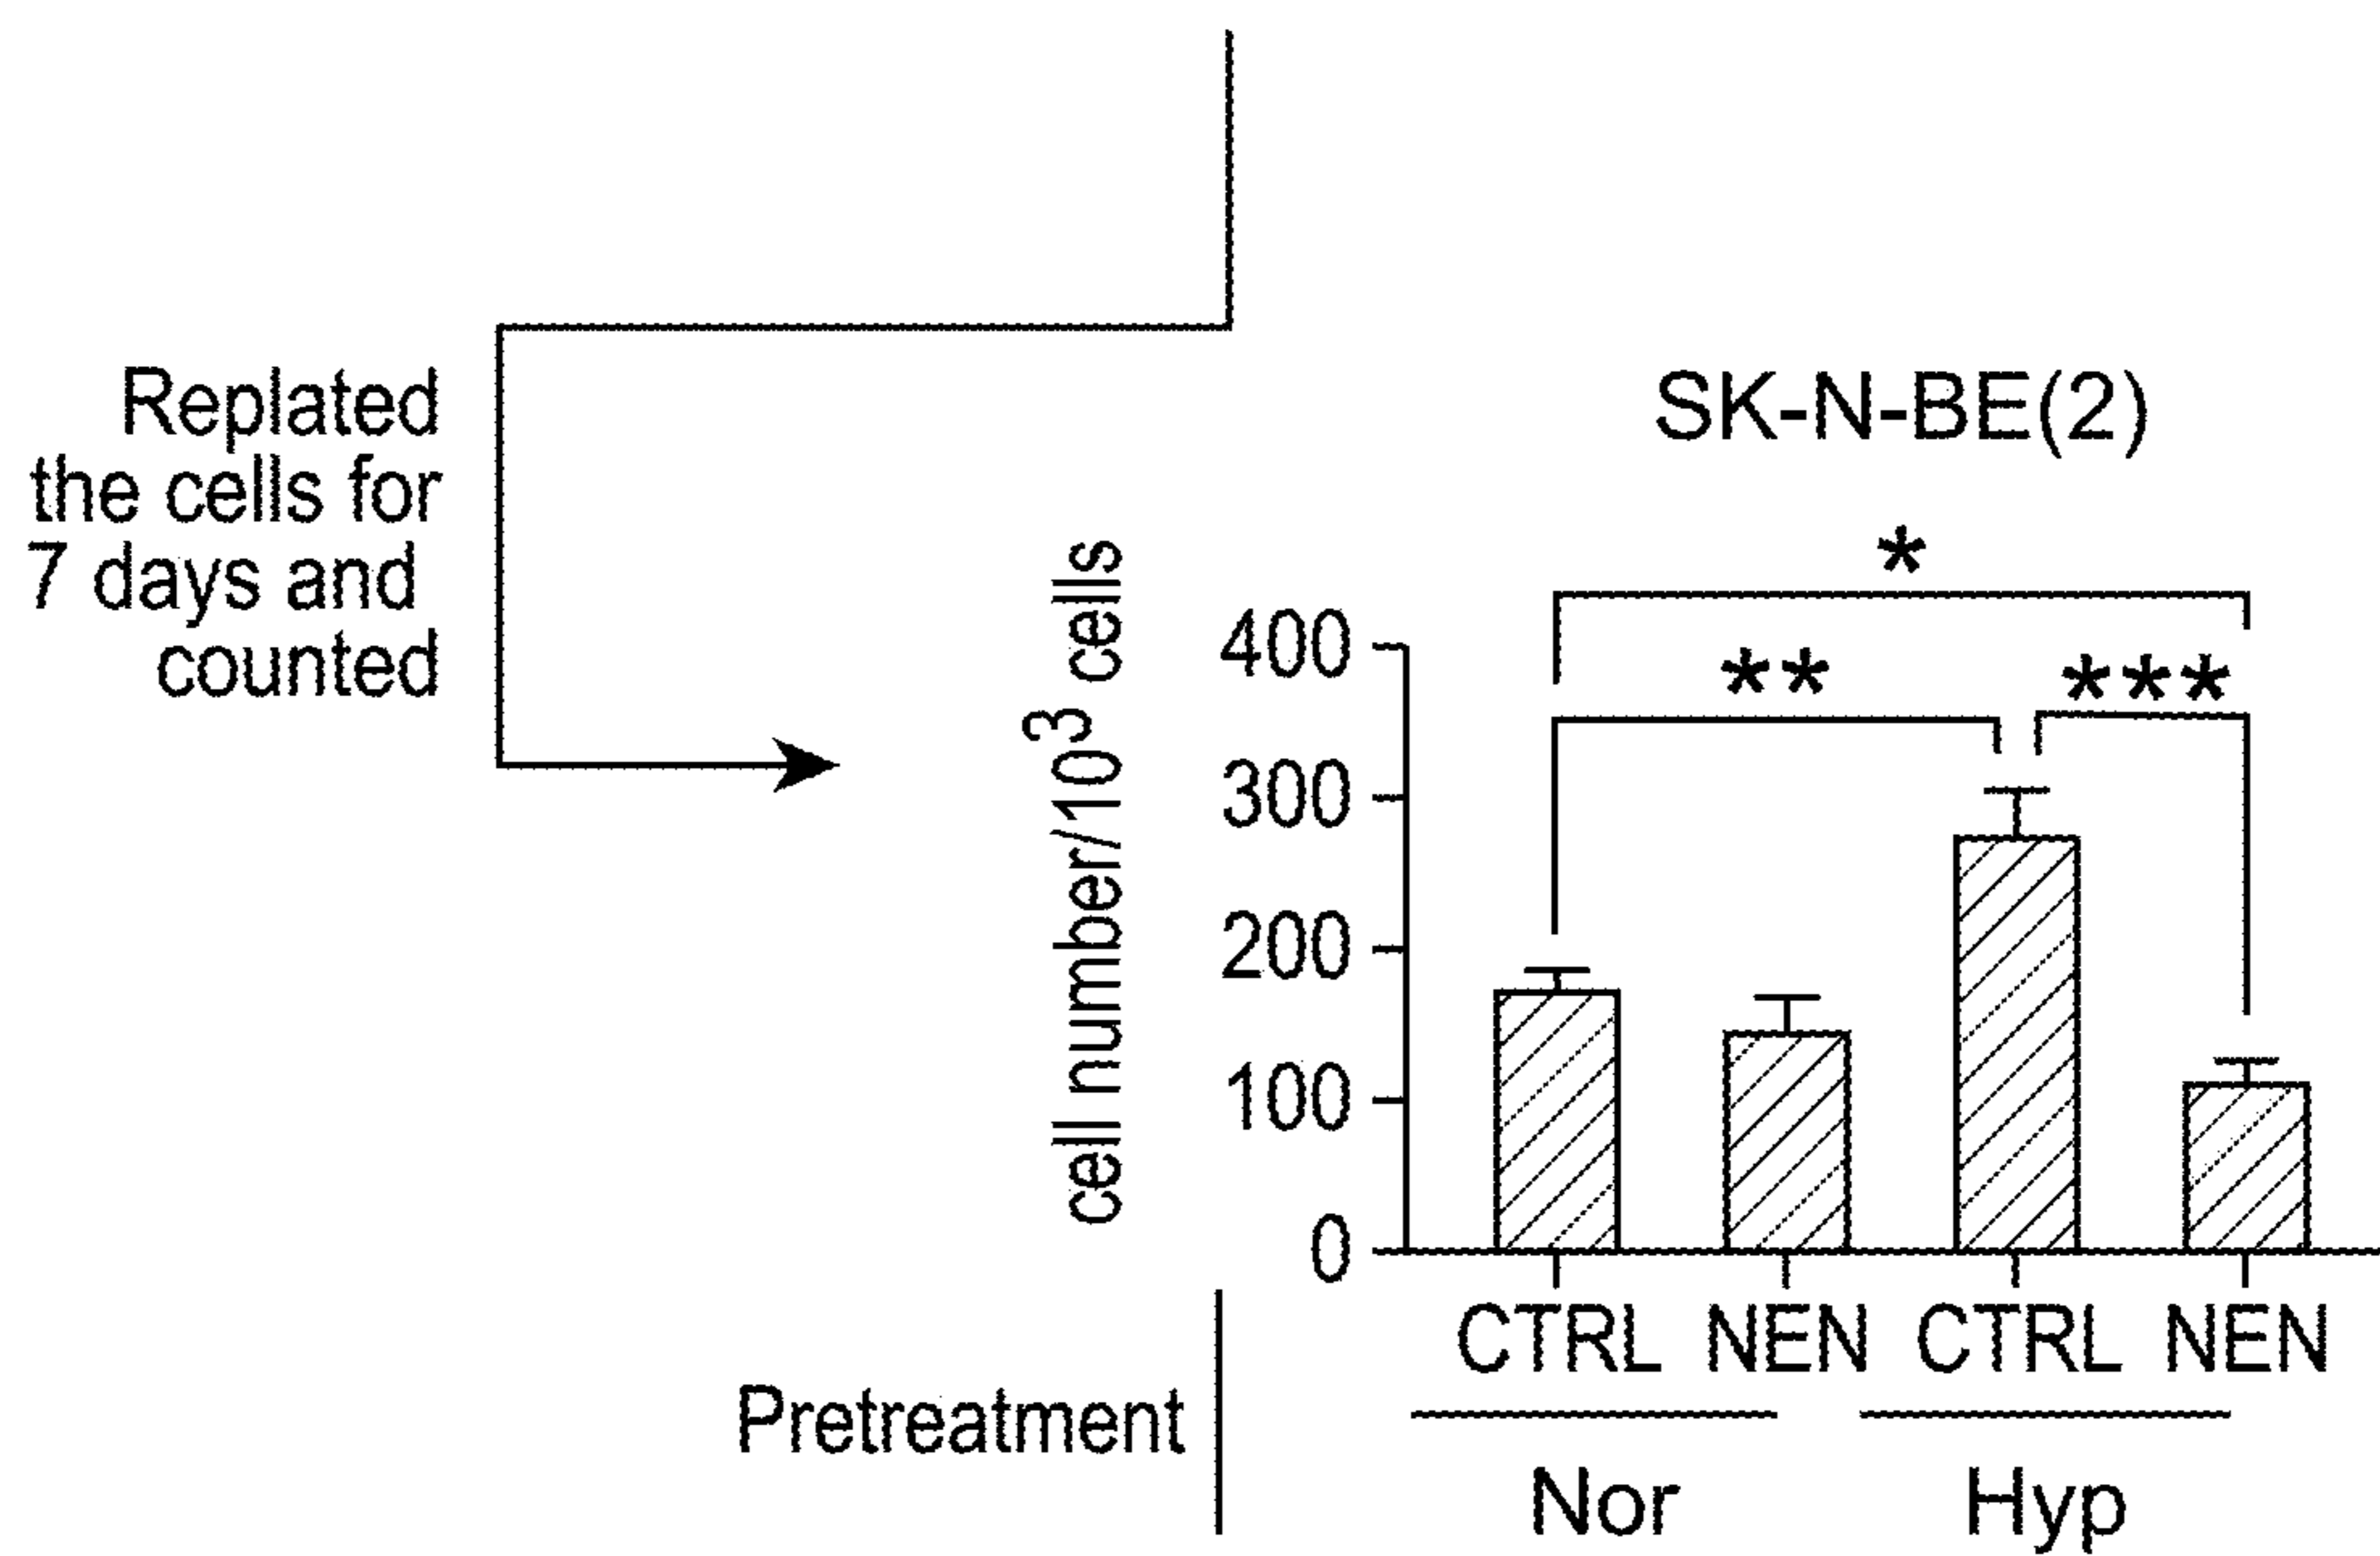 Replated
the cells for
7 days and
counted
SK-N-BE(2)
*
** ***
cell number/10³ cells
400
300
200
100
0
CTRL NEN CTRL NEN
Pretreatment
Nor Hyp